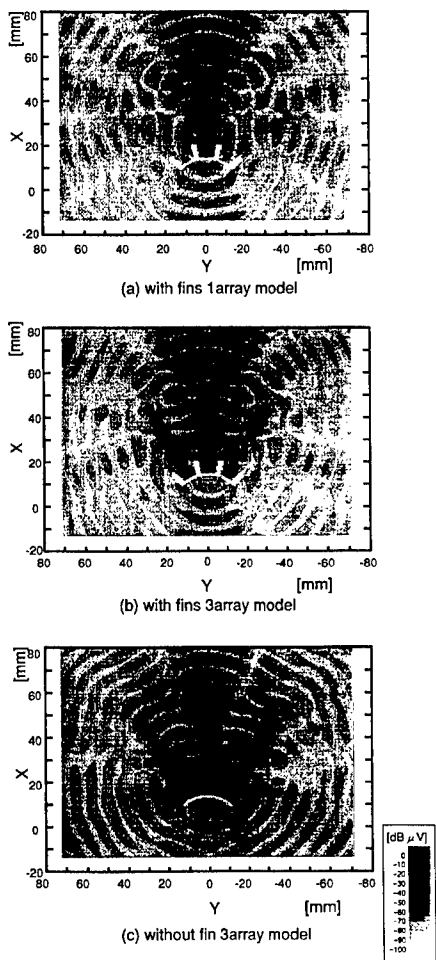 [mm]
80
60
40
X
20
0
-20
80 60 40 20 0 -20 -40 -60 -80
Y [mm]
(a) with fins 1array model
[mm]
80
60
40
X
20
0
-20
80 60 40 20 0 -20 -40 -60 -80
Y [mm]
(b) with fins 3array model
[mm]
80
60
40
X
20
0
-20
80 60 40 20 0 -20 -40 -60 -80
Y [mm]
(c) without fin 3array model
[dB μV]
0
-10
-20
-30
-40
-50
-60
-70
-80
-90
-100